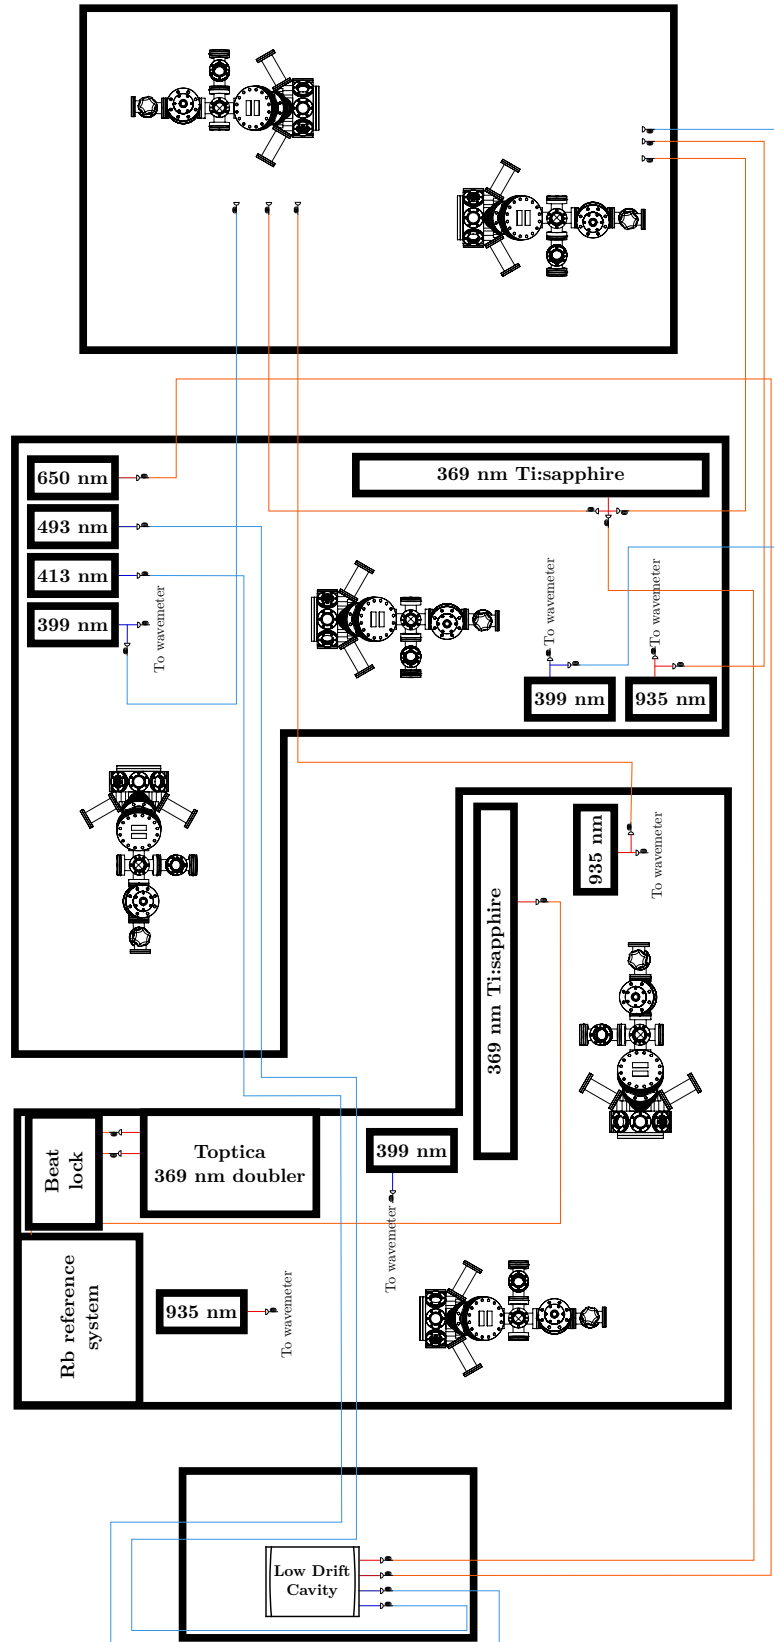 650 nm
369 nm Ti:sapphire
493 nm
413 nm
399 nm
To wavemeter
To wavemeter
To wavemeter
399 nm
935 nm
935 nm
To wavemeter
369 nm Ti:sapphire
Beat
lock
Toptica
369 nm doubler
399 nm
To wavemeter
Rb reference
system
935 nm
To wavemeter
Low Drift
Cavity